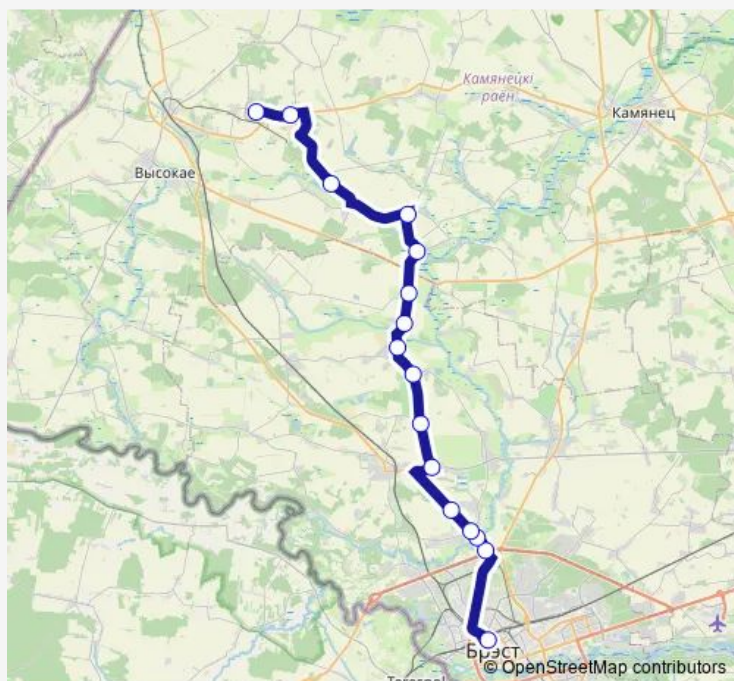 Камянецкі
раён
Камянец
Высокае
Брэст
© OpenStreetMap contributors